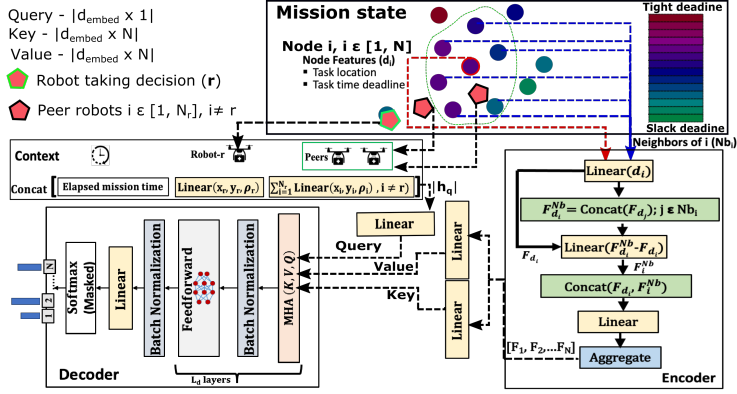 Query - |d_embed x 1|
Key - |d_embed x N|
Value - |d_embed x N|
Robot taking decision (r)
Peer robots i ε [1, N_r], i≠ r
Mission state
Node i, i ε [1, N]
Node Features (d_i)
▪ Task location
▪ Task time deadline
Tight deadine
Slack deadine
Neighbors of i (Nb_i)
Context
Robot-r
Peers
Concat
Elapsed mission time
Linear(x_r, y_r, ρ_r)
∑_{i=1}^{N_r} Linear(x_i, y_i, ρ_i) , i ≠ r)
|h_q|
Linear
Query
Value
Key
Linear
Linear
MHA (K, V, Q)
Batch Normalization
Feedforward
Batch Normalization
Linear
Softmax
(Masked)
N
2
1
Decoder
L_d layers
Linear(d_i)
F_{d_i}^{Nb} = Concat(F_{d_j}); j ε Nb_i
Linear(F_{d_i}^{Nb}-F_{d_i})
F_{d_i}
F_i^{Nb}
Concat(F_{d_i}, F_i^{Nb})
Linear
[F_1, F_2,...F_N]
Aggregate
Encoder